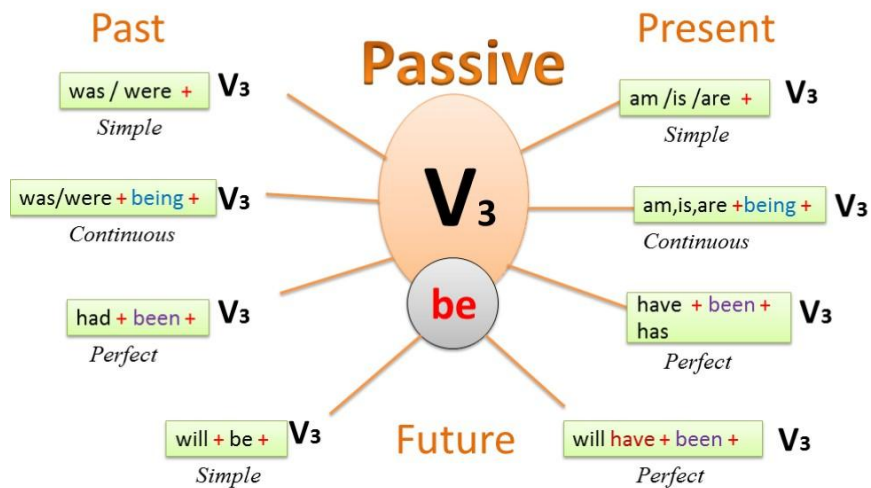 Past
Passive
Present
was / were + V₃
Simple
am /is /are + V₃
Simple
V₃
was/were + being + V₃
Continuous
am,is,are +being + V₃
Continuous
be
had + been + V₃
Perfect
have + been + V₃
has
Perfect
will + be + V₃
Simple
Future
will have + been + V₃
Perfect